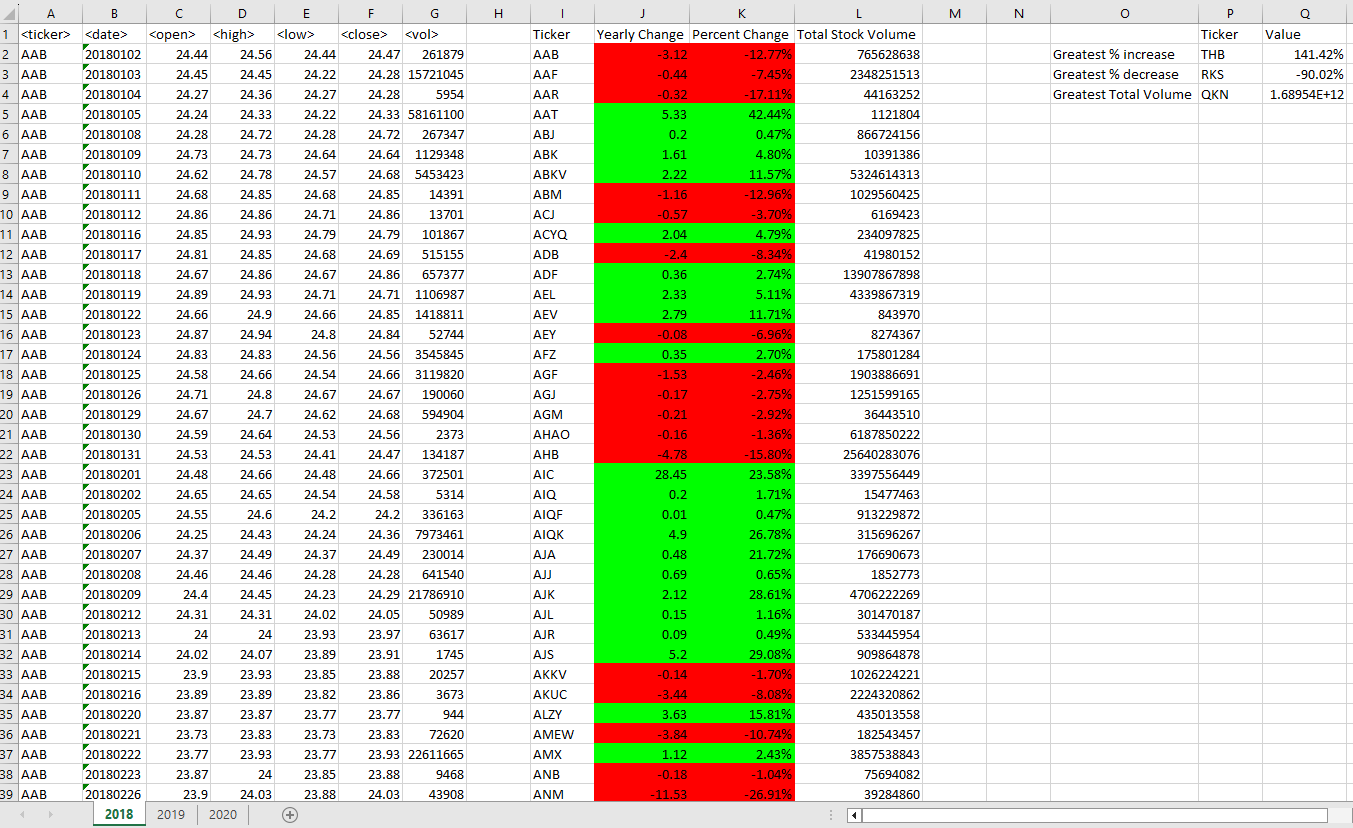 A B C D E F G H I J K L M N O P Q
1 <ticker> <date> <open> <high> <low> <close> <vol> Ticker Yearly Change Percent Change Total Stock Volume Ticker Value
2 AAB 20180102 24.44 24.56 24.44 24.47 261879 AAB -3.12 -12.77% 765628638 Greatest % increase THB 141.42%
3 AAB 20180103 24.45 24.45 24.22 24.28 15721045 AAF -0.44 -7.45% 2348251513 Greatest % decrease RKS -90.02%
4 AAB 20180104 24.27 24.36 24.27 24.28 5954 AAR -0.32 -17.11% 44163252 Greatest Total Volume QKN 1.68954E+12
5 AAB 20180105 24.24 24.33 24.22 24.33 58161100 AAT 5.33 42.44% 1121804
6 AAB 20180108 24.28 24.72 24.28 24.72 267347 ABJ 0.2 0.47% 866724156
7 AAB 20180109 24.73 24.73 24.64 24.64 1129348 ABK 1.61 4.80% 10391386
8 AAB 20180110 24.62 24.78 24.57 24.68 5453423 ABKV 2.22 11.57% 5324614313
9 AAB 20180111 24.68 24.85 24.68 24.85 14391 ABM -1.16 -12.96% 1029560425
10 AAB 20180112 24.86 24.86 24.71 24.86 13701 ACJ -0.57 -3.70% 6169423
11 AAB 20180116 24.85 24.93 24.79 24.79 101867 ACYQ 2.04 4.79% 234097825
12 AAB 20180117 24.81 24.85 24.68 24.69 515155 ADB -2.4 -8.34% 41980152
13 AAB 20180118 24.67 24.86 24.67 24.86 657377 ADF 0.36 2.74% 13907867898
14 AAB 20180119 24.89 24.93 24.71 24.71 1106987 AEL 2.33 5.11% 4339867319
15 AAB 20180122 24.66 24.9 24.66 24.85 1418811 AEV 2.79 11.71% 843970
16 AAB 20180123 24.87 24.94 24.8 24.84 52744 AEY -0.08 -6.96% 8274367
17 AAB 20180124 24.83 24.83 24.56 24.56 3545845 AFZ 0.35 2.70% 175801284
18 AAB 20180125 24.58 24.66 24.54 24.66 3119820 AGF -1.53 -2.46% 1903886691
19 AAB 20180126 24.71 24.8 24.67 24.67 190060 AGJ -0.17 -2.75% 1251599165
20 AAB 20180129 24.67 24.7 24.62 24.68 594904 AGM -0.21 -2.92% 36443510
21 AAB 20180130 24.59 24.64 24.53 24.56 2373 AHAO -0.16 -1.36% 6187850222
22 AAB 20180131 24.53 24.53 24.41 24.47 134187 AHB -4.78 -15.80% 25640283076
23 AAB 20180201 24.48 24.66 24.48 24.66 372501 AIC 28.45 23.58% 3397556449
24 AAB 20180202 24.65 24.65 24.54 24.58 5314 AIQ 0.2 1.71% 15477463
25 AAB 20180205 24.55 24.6 24.2 24.2 336163 AIQF 0.01 0.47% 913229872
26 AAB 20180206 24.25 24.43 24.24 24.36 7973461 AIQK 4.9 26.78% 315696267
27 AAB 20180207 24.37 24.49 24.37 24.49 230014 AJA 0.48 21.72% 176690673
28 AAB 20180208 24.46 24.46 24.28 24.28 641540 AJJ 0.69 0.65% 1852773
29 AAB 20180209 24.4 24.45 24.23 24.29 21786910 AJK 2.12 28.61% 4706222269
30 AAB 20180212 24.31 24.31 24.02 24.05 50989 AJL 0.15 1.16% 301470187
31 AAB 20180213 24 24 23.93 23.97 63617 AJR 0.09 0.49% 533445954
32 AAB 20180214 24.02 24.07 23.89 23.91 1745 AJS 5.2 29.08% 909864878
33 AAB 20180215 23.9 23.93 23.85 23.88 20257 AKKV -0.14 -1.70% 1026224221
34 AAB 20180216 23.89 23.89 23.82 23.86 3673 AKUC -3.44 -8.08% 2224320862
35 AAB 20180220 23.87 23.87 23.77 23.77 944 ALZY 3.63 15.81% 435013558
36 AAB 20180221 23.73 23.83 23.73 23.83 72620 AMEW -3.84 -10.74% 182543457
37 AAB 20180222 23.77 23.93 23.77 23.93 22611665 AMX 1.12 2.43% 3857538843
38 AAB 20180223 23.87 24 23.85 23.88 9468 ANB -0.18 -1.04% 75694082
39 AAB 20180226 23.9 24.03 23.88 24.03 43908 ANM -11.53 -26.91% 39284860
2018 2019 2020